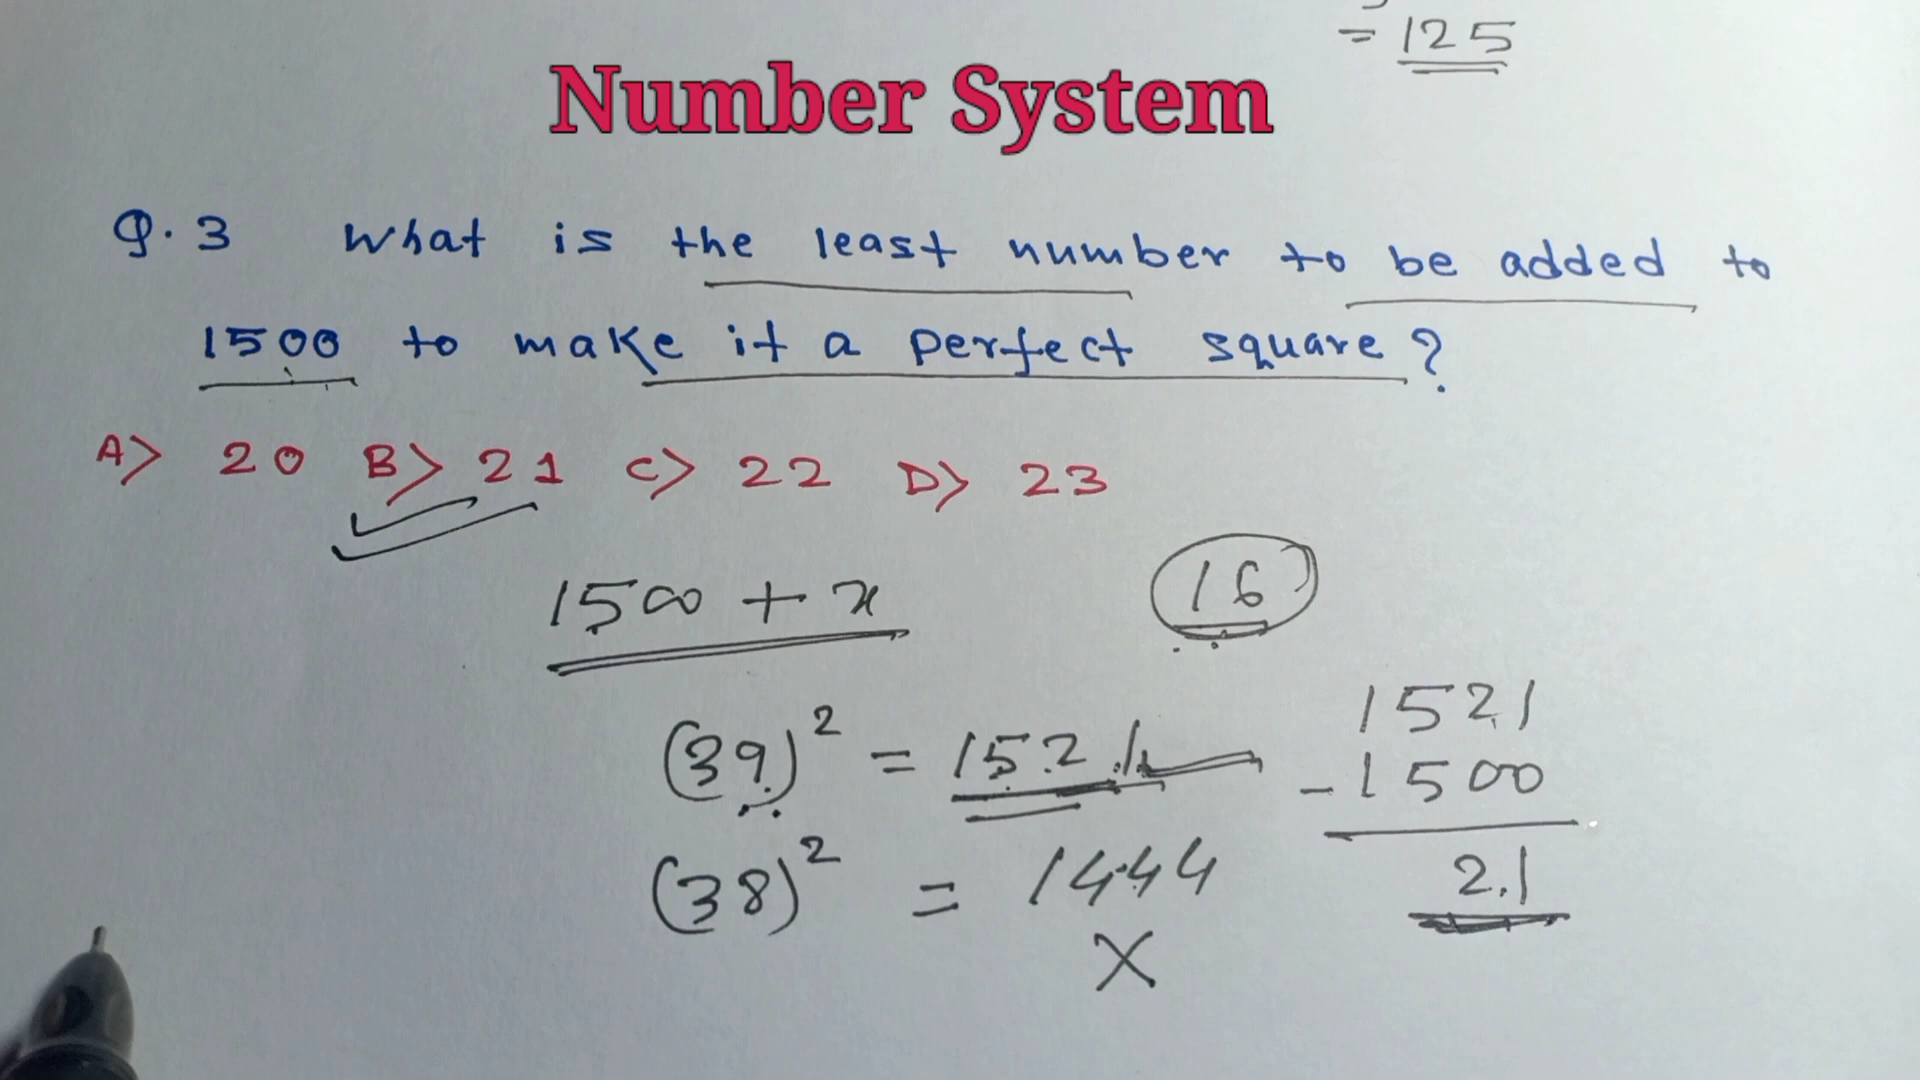 = 125
Number System
Q.3 What is the least number to be added to
1500 to make it a perfect square?
A> 20 B> 21 C> 22 D> 23
1500 + x
16
(39)² = 1521
(38)² = 1444
X
1521
- 1500
21